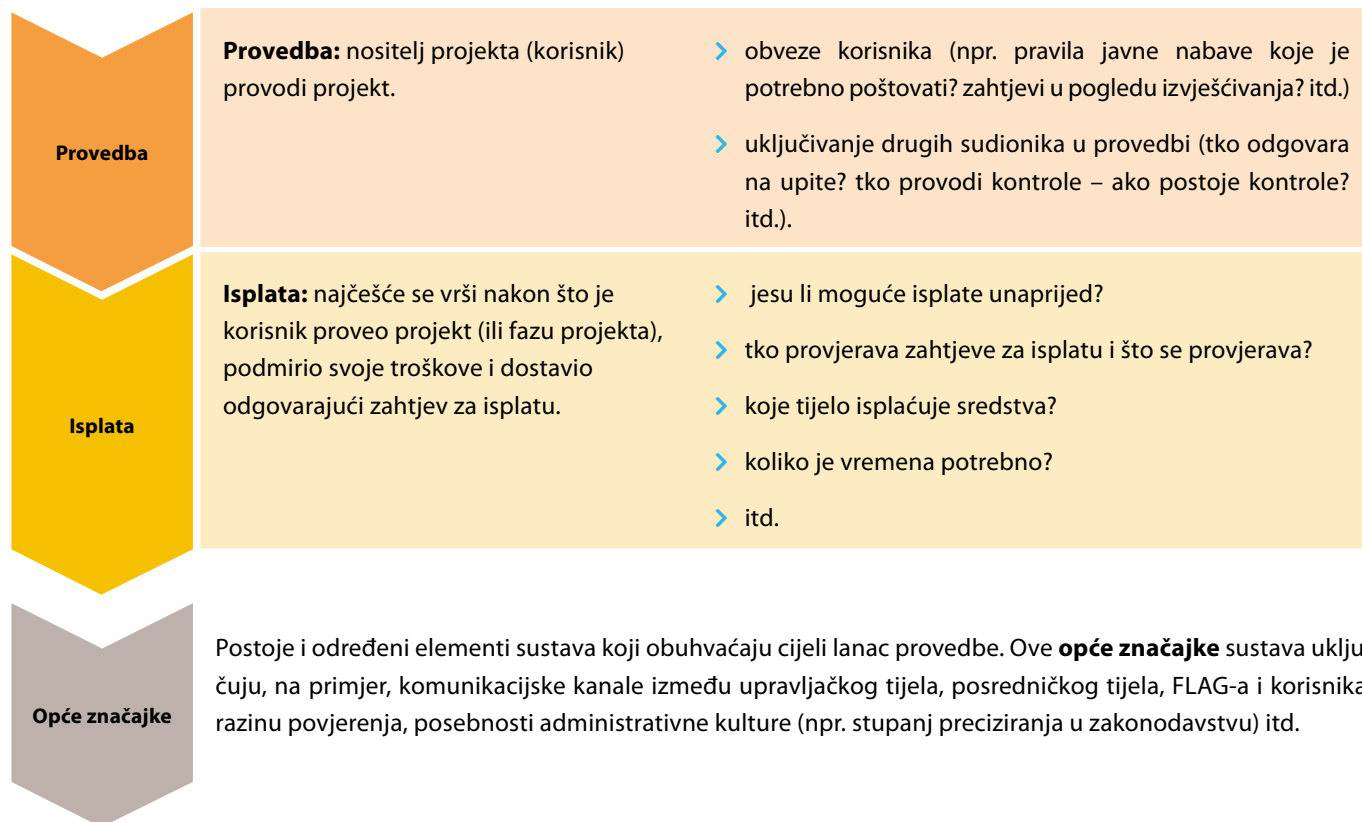 Provedba
Provedba: nositelj projekta (korisnik)
provodi projekt.
> obveze korisnika (npr. pravila javne nabave koje je
potrebno poštovati? zahtjevi u pogledu izvješćivanja? itd.)
> uključivanje drugih sudionika u provedbi (tko odgovara
na upite? tko provodi kontrole – ako postoje kontrole?
itd.).
Isplata
Isplata: najčešće se vrši nakon što je
korisnik proveo projekt (ili fazu projekta),
podmirio svoje troškove i dostavio
odgovarajući zahtjev za isplatu.
> jesu li moguće isplate unaprijed?
> tko provjerava zahtjeve za isplatu i što se provjerava?
> koje tijelo isplaćuje sredstva?
> koliko je vremena potrebno?
> itd.
Opće značajke
Postoje i određeni elementi sustava koji obuhvaćaju cijeli lanac provedbe. Ove opće značajke sustava uklju
čuju, na primjer, komunikacijske kanale između upravljačkog tijela, posredničkog tijela, FLAG-a i korisnika
razinu povjerenja, posebnosti administrativne kulture (npr. stupanj preciziranja u zakonodavstvu) itd.